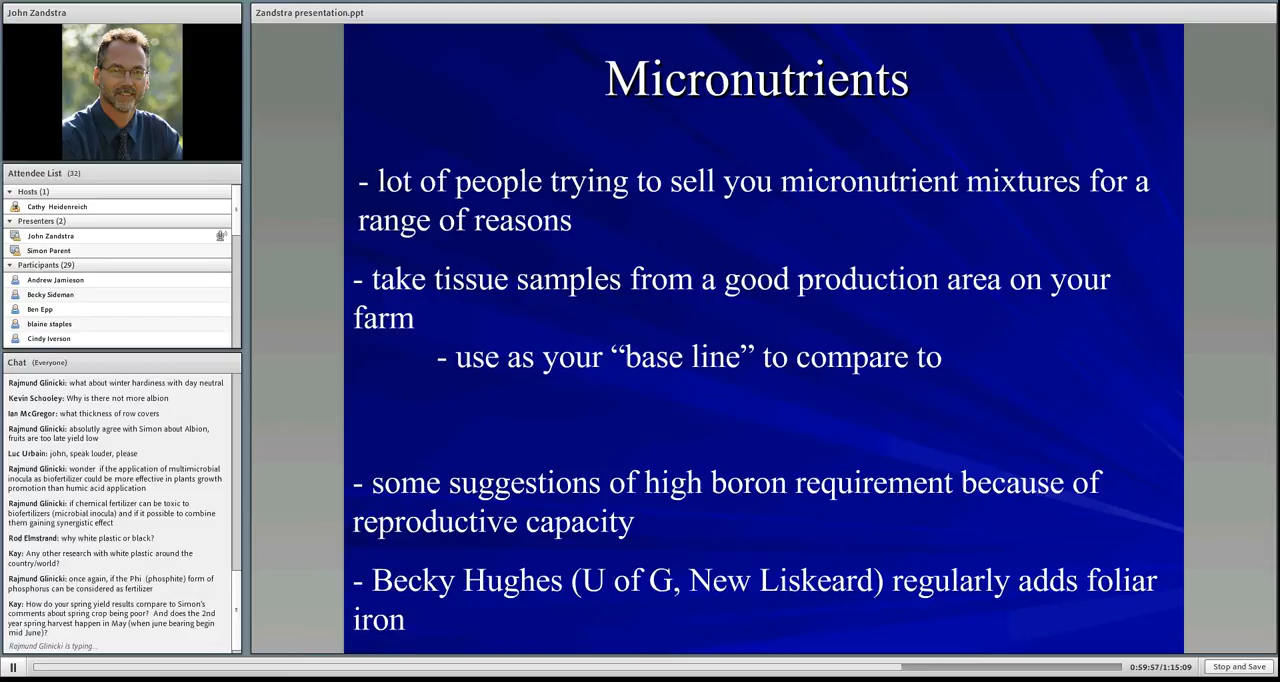 John Zandstra
Attendee List (32)
Hosts (1)
Cathy Heidenreich
Presenters (2)
John Zandstra
Simon Parent
Participants (29)
Andrew Jamieson
Becky Sideman
Ben Epp
blaine staples
Cindy Iverson
Chat (Everyone)
Rajmund Glinicki: what about winter hardiness with day neutral
Kevin Schooley: Why is there not more albion
Ian McGregor: what thickness of row covers
Rajmund Glinicki: absolutly agree with Simon about Albion,
fruits are too late yield low
Luc Urbain: john, speak louder, please
Rajmund Glinicki: wonder if the application of multimicrobial
inocula as biofertilizer could be more effective in plants growth
promotion than humic acid application
Rajmund Glinicki: if chemical fertilizer can be toxic to
biofertilizers (microbial inocula) and if it possible to combine
them gaining synergistic effect
Rod Elmstrand: why white plastic or black?
Kay: Any other research with white plastic around the
country/world?
Rajmund Glinicki: once again, if the Phi (phosphite) form of
phosphorus can be considered as fertilizer
Kay: How do your spring yield results compare to Simon's
comments about spring crop being poor? And does the 2nd
year spring harvest happen in May (when june bearing begin
mid June)?
Rajmund Glinicki is typing...
Zandstra presentation.ppt
Micronutrients
- lot of people trying to sell you micronutrient mixtures for a
range of reasons
- take tissue samples from a good production area on your
farm
- use as your “base line” to compare to
- some suggestions of high boron requirement because of
reproductive capacity
- Becky Hughes (U of G, New Liskeard) regularly adds foliar
iron
0:59:57/1:15:09
Stop and Save